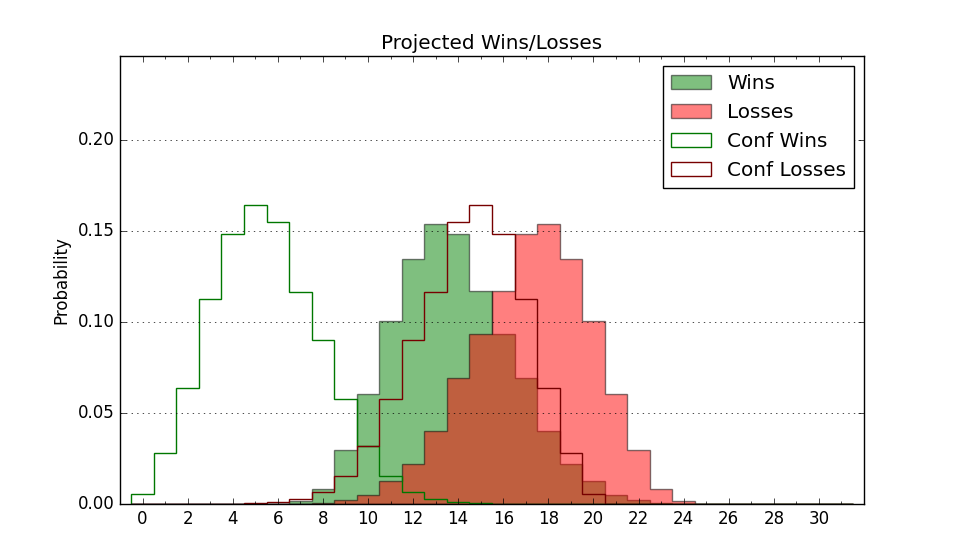 Projected Wins/Losses
Wins
Losses
Conf Wins
Conf Losses
Probability
0.20
0.15
0.10
0.05
0.00
0 2 4 6 8 10 12 14 16 18 20 22 24 26 28 30